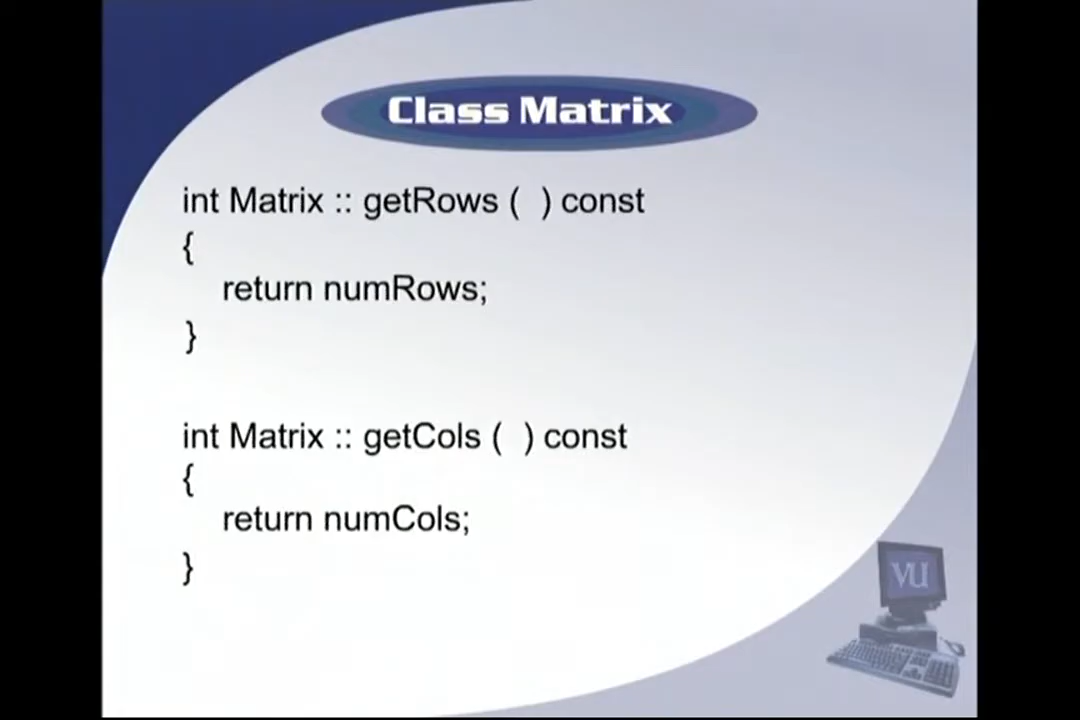 Class Matrix
int Matrix :: getRows (  ) const
{
return numRows;
}
int Matrix :: getCols (  ) const
{
return numCols;
}
VU